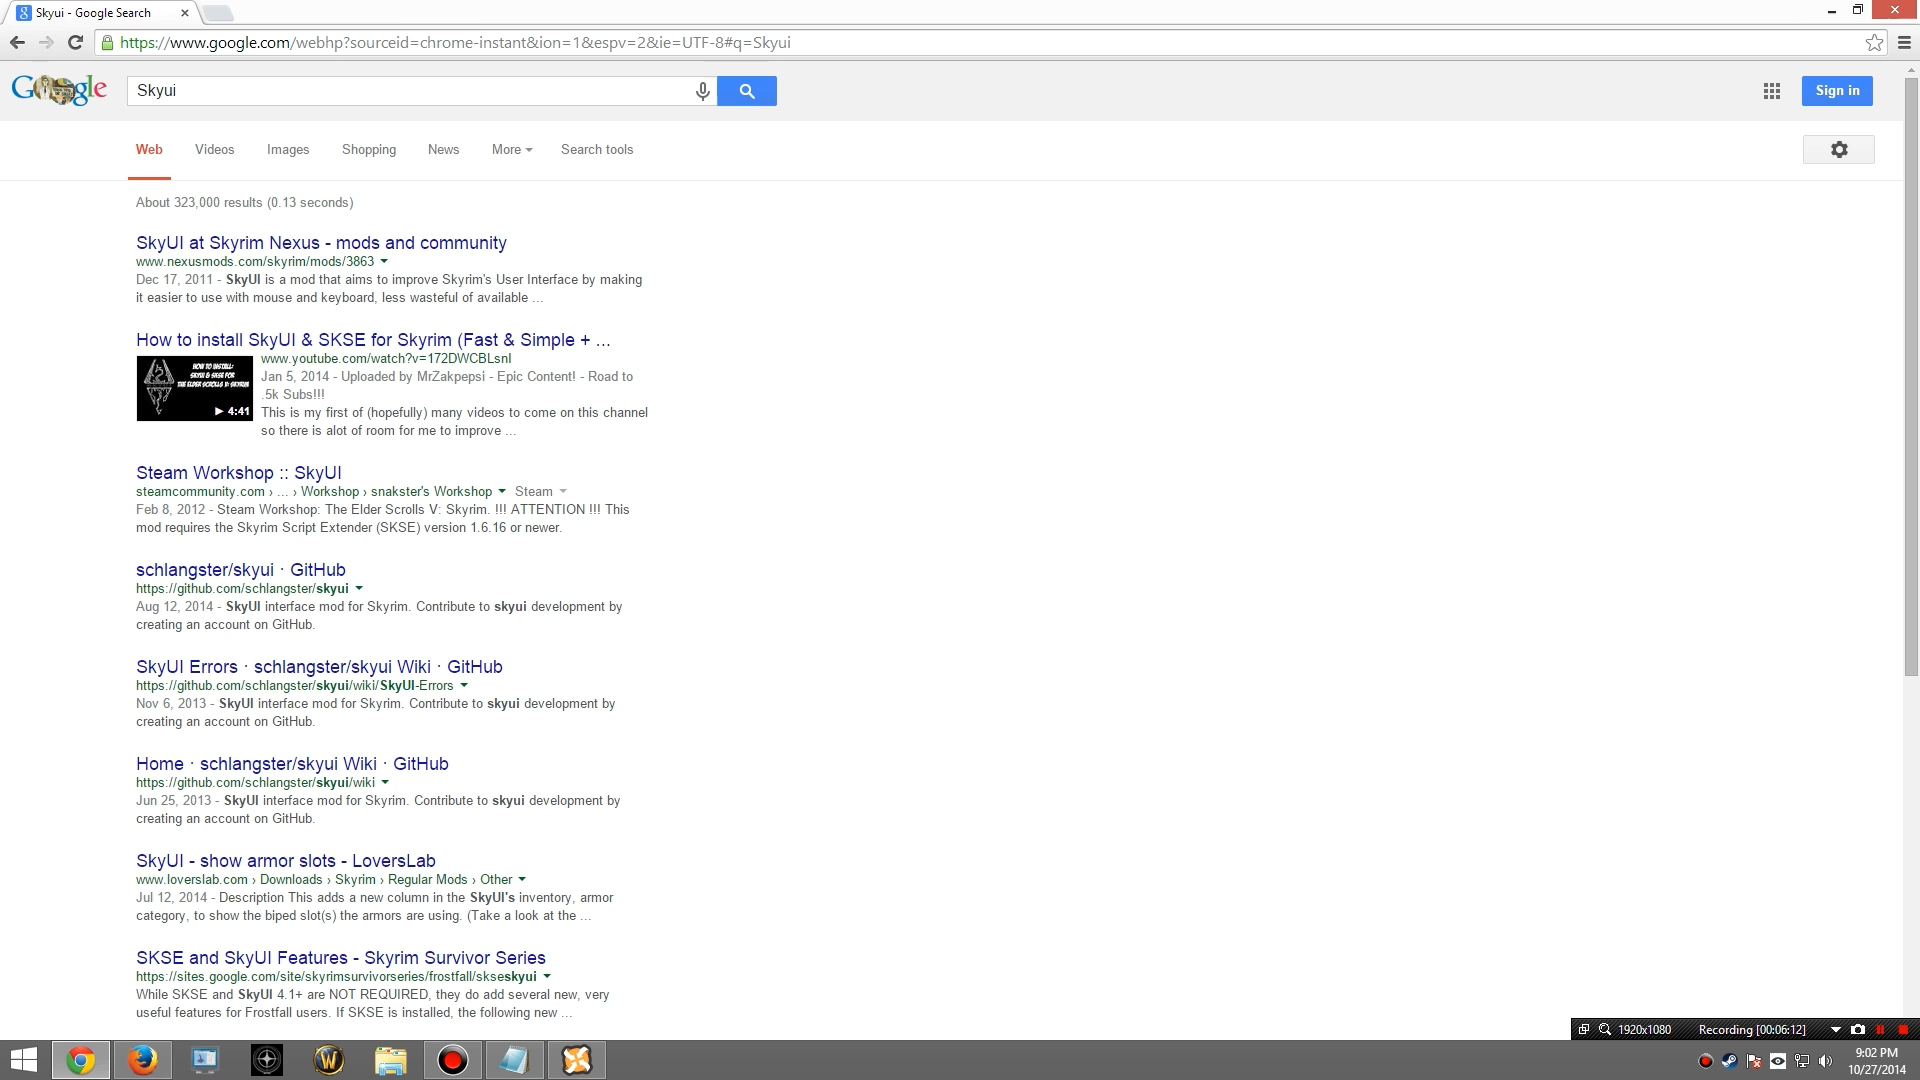 Skyui - Google Search
https://www.google.com/webhp?sourceid=chrome-instant&ion=1&espv=2&ie=UTF-8#q=Skyui
Google
Skyui
Sign in
Web Videos Images Shopping News More Search tools
About 323,000 results (0.13 seconds)
SkyUI at Skyrim Nexus - mods and community
www.nexusmods.com/skyrim/mods/3863
Dec 17, 2011 - SkyUI is a mod that aims to improve Skyrim's User Interface by making
it easier to use with mouse and keyboard, less wasteful of available ...
How to install SkyUI & SKSE for Skyrim (Fast & Simple + ...
HOW TO INSTALL:
SKYUI & SKSE FOR
THE ELDER SCROLLS V: SKYRIM
4:41
www.youtube.com/watch?v=172DWCBLsnI
Jan 5, 2014 - Uploaded by MrZakpepsi - Epic Content! - Road to
.5k Subs!!!
This is my first of (hopefully) many videos to come on this channel
so there is alot of room for me to improve ...
Steam Workshop :: SkyUI
steamcommunity.com › ... › Workshop › snakster's Workshop Steam
Feb 8, 2012 - Steam Workshop: The Elder Scrolls V: Skyrim. !!! ATTENTION !!! This
mod requires the Skyrim Script Extender (SKSE) version 1.6.16 or newer.
schlangster/skyui · GitHub
https://github.com/schlangster/skyui
Aug 12, 2014 - SkyUI interface mod for Skyrim. Contribute to skyui development by
creating an account on GitHub.
SkyUI Errors · schlangster/skyui Wiki · GitHub
https://github.com/schlangster/skyui/wiki/SkyUI-Errors
Nov 6, 2013 - SkyUI interface mod for Skyrim. Contribute to skyui development by
creating an account on GitHub.
Home · schlangster/skyui Wiki · GitHub
https://github.com/schlangster/skyui/wiki
Jun 25, 2013 - SkyUI interface mod for Skyrim. Contribute to skyui development by
creating an account on GitHub.
SkyUI - show armor slots - LoversLab
www.loverslab.com › Downloads › Skyrim › Regular Mods › Other
Jul 12, 2014 - Description This adds a new column in the SkyUI's inventory, armor
category, to show the biped slot(s) the armors are using. (Take a look at the ...
SKSE and SkyUI Features - Skyrim Survivor Series
https://sites.google.com/site/skyrimsurvivorseries/frostfall/skseskyui
While SKSE and SkyUI 4.1+ are NOT REQUIRED, they do add several new, very
useful features for Frostfall users. If SKSE is installed, the following new ...
1920x1080 Recording [00:06:12]
9:02 PM
10/27/2014